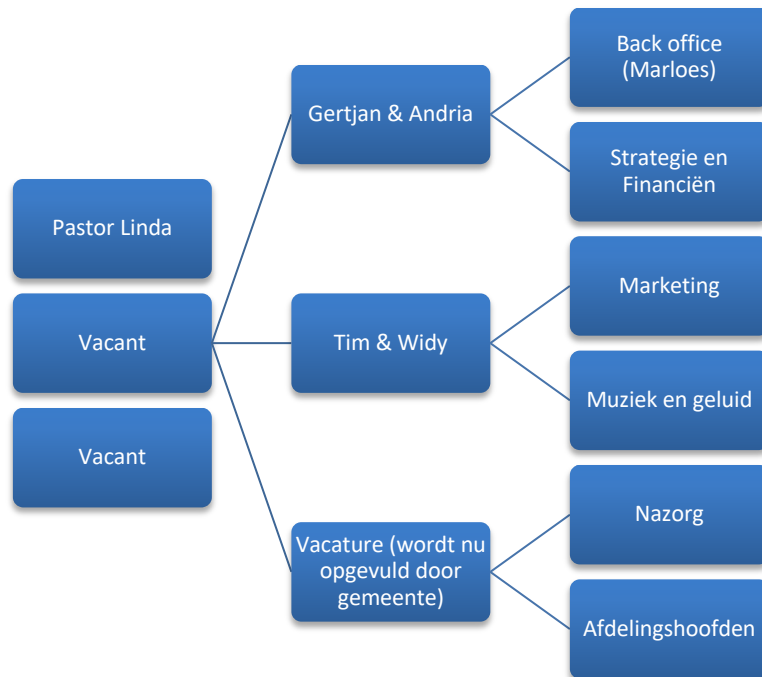 Pastor Linda
Vacant
Vacant
Gertjan & Andria
Tim & Widy
Vacature (wordt nu
opgevuld door
gemeente)
Back office
(Marloes)
Strategie en
Financiën
Marketing
Muziek en geluid
Nazorg
Afdelingshoofden